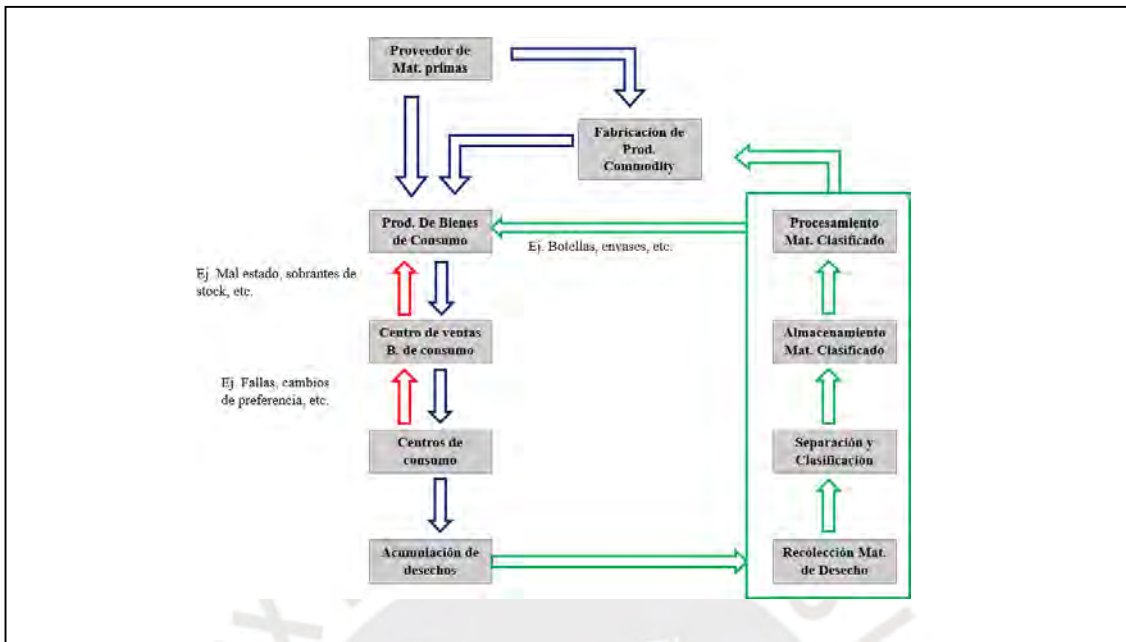 Proveedor de
Mat. primas
Fabricacion de
Prod.
Commodity
Prod. De Bienes
de Consumo
Procesamiento
Mat. Clasificado
Ej. Botellas, envases, etc.
Ej. Mal estado, sobrantes de
stock, etc.
Centro de ventas
B. de consumo
Almacenamiento
Mat. Clasificado
Ej. Fallas, cambios
de preferencia, etc.
Centros de
consumo
Separación y
Clasificación
Acumulación de
desechos
Recolección Mat.
de Desecho